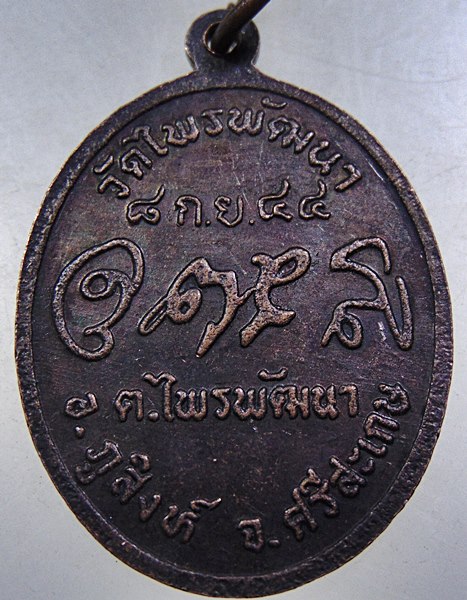 วัดไพรพัฒนา
๘ ก.ย. ๔๔
ต.ไพรพัฒนา
อ.ภูสิงห์ จ.ศรีสะเกษ